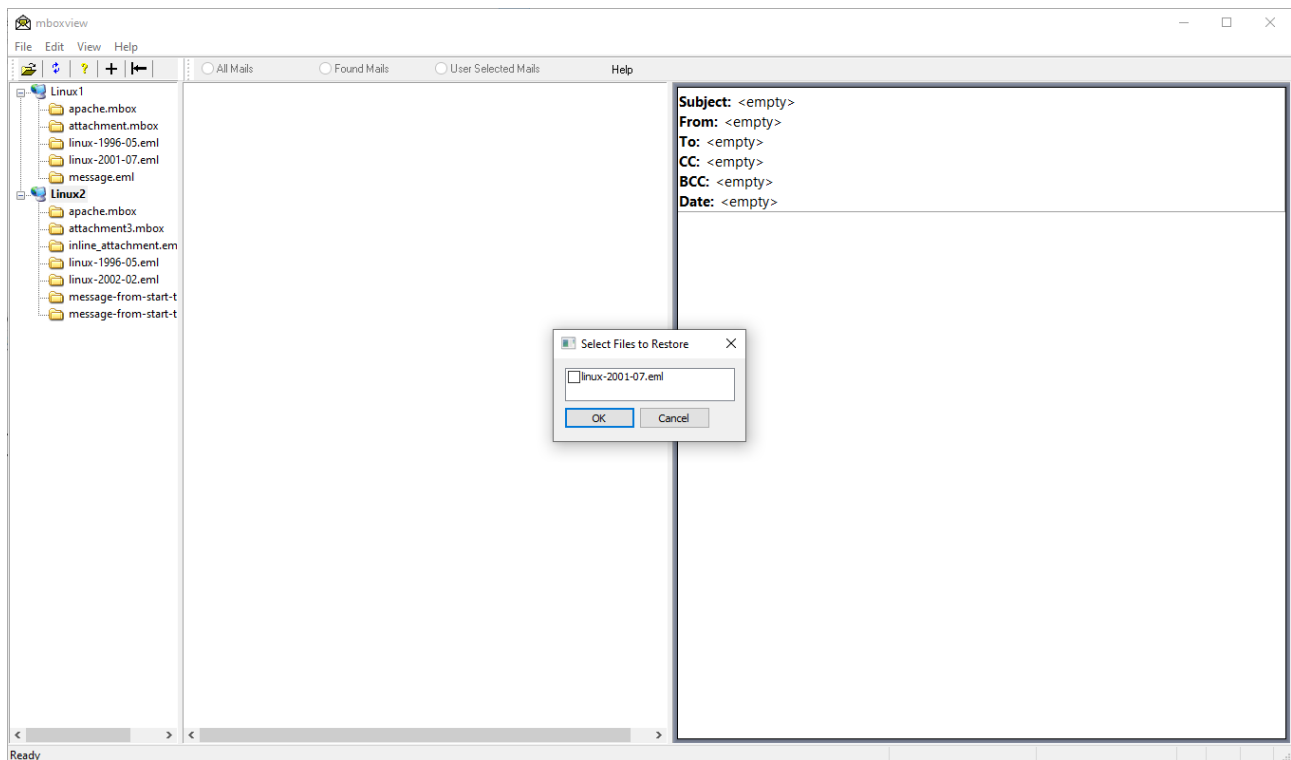 mboxview
File Edit View Help
All Mails Found Mails User Selected Mails Help
Linux1
apache.mbox
attachment.mbox
linux-1996-05.eml
linux-2001-07.eml
message.eml
Linux2
apache.mbox
attachment3.mbox
inline_attachment.em
linux-1996-05.eml
linux-2002-02.eml
message-from-start-t
message-from-start-t
Subject: <empty>
From: <empty>
To: <empty>
CC: <empty>
BCC: <empty>
Date: <empty>
Select Files to Restore
linux-2001-07.eml
OK Cancel
Ready